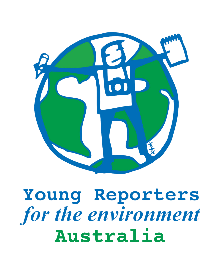 Young Reporters
for the environment
Australia